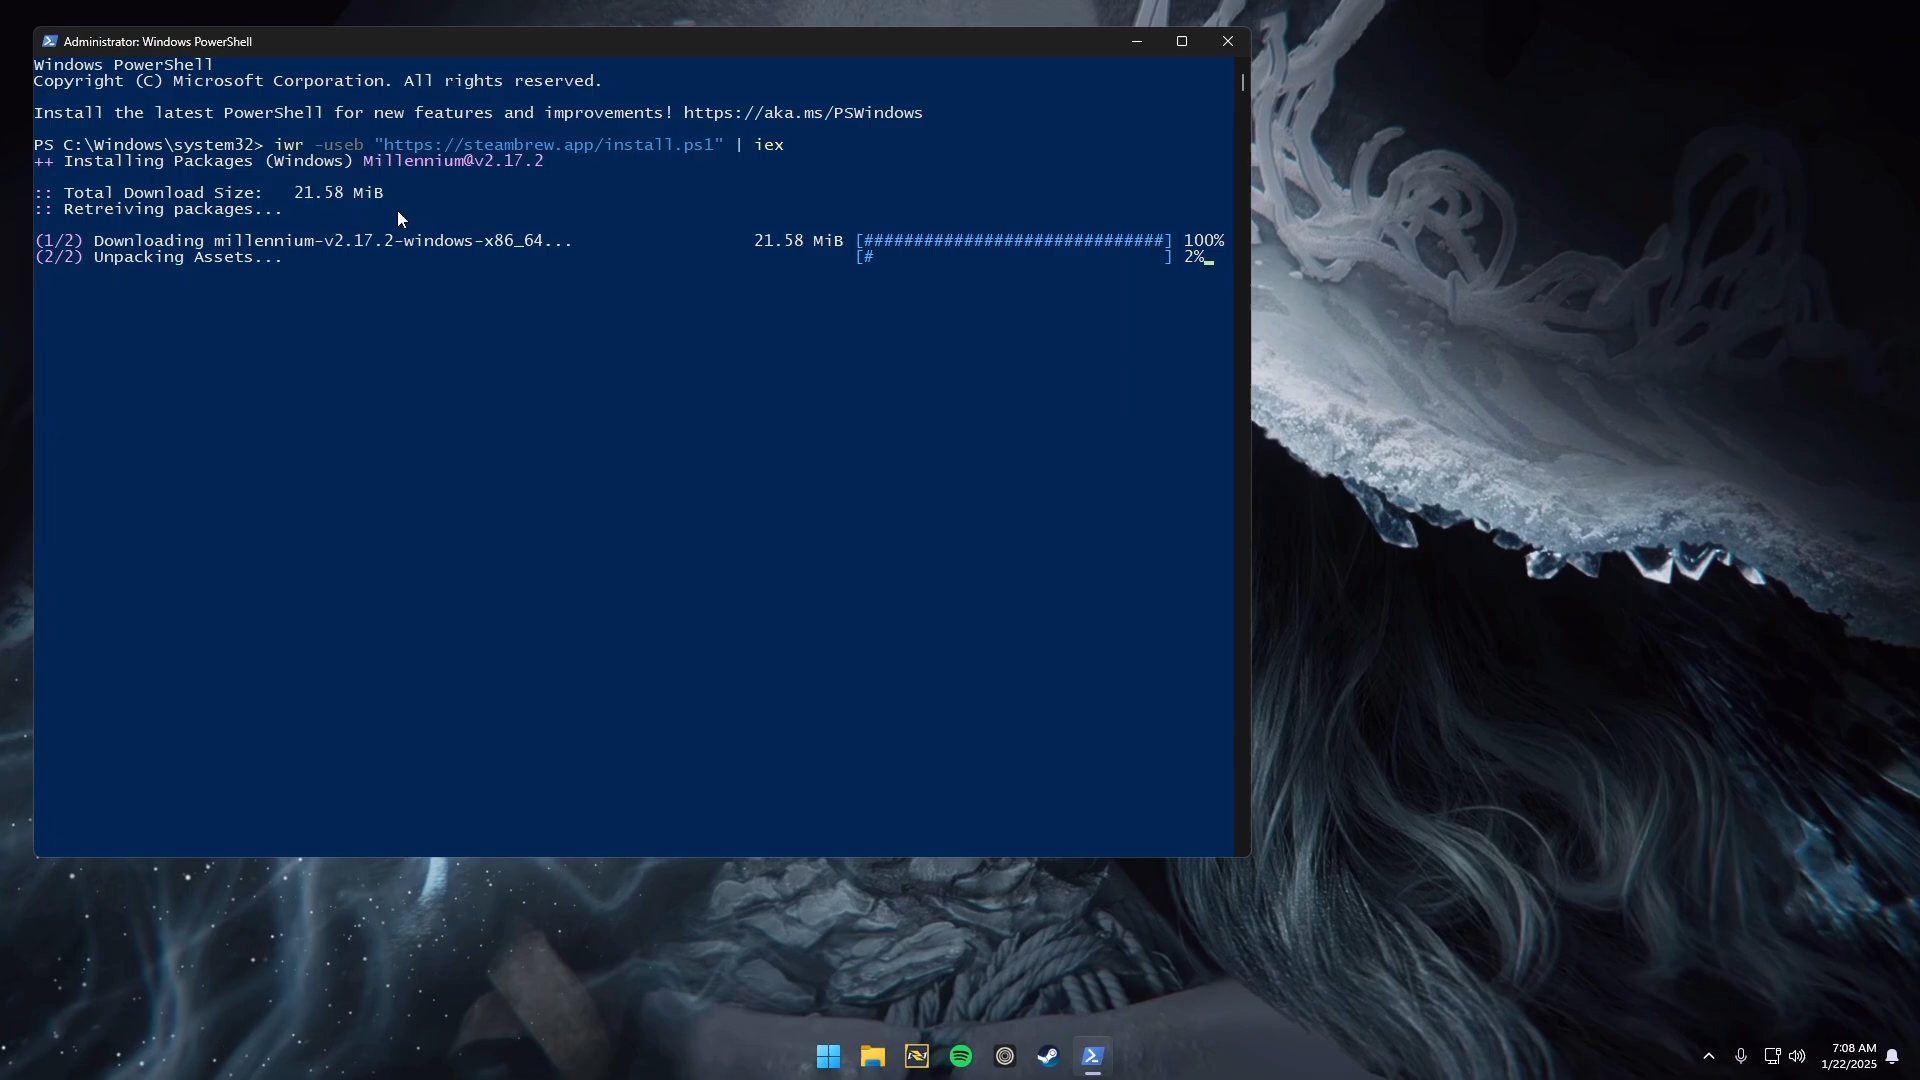 Administrator: Windows PowerShell
Windows PowerShell
Copyright (C) Microsoft Corporation. All rights reserved.
Install the latest PowerShell for new features and improvements! https://aka.ms/PSWindows
PS C:\Windows\system32> iwr -useb "https://steambrew.app/install.ps1" | iex
++ Installing Packages (Windows) Millennium@v2.17.2
:: Total Download Size:   21.58 MiB
:: Retreiving packages...
(1/2) Downloading millennium-v2.17.2-windows-x86_64... 21.58 MiB [##############################] 100%
(2/2) Unpacking Assets... [# ] 2%
7:08 AM
1/22/2025